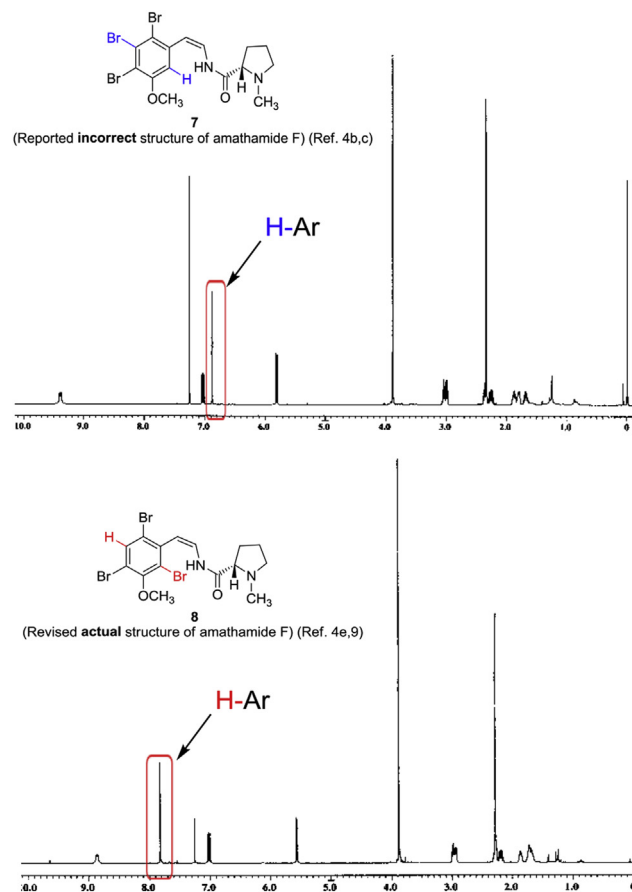 Br
Br
Br
H
OCH3
HN
O
H
N
CH3
7
(Reported incorrect structure of amathamide F) (Ref. 4b,c)
H-Ar
10.0 9.0 8.0 7.0 6.0 5.0 4.0 3.0 2.0 1.0 0
Br
H
Br
Br
OCH3
HN
O
H
N
CH3
8
(Revised actual structure of amathamide F) (Ref. 4e,9)
H-Ar
9.0 8.0 7.0 6.0 5.0 4.0 3.0 2.0 1.0